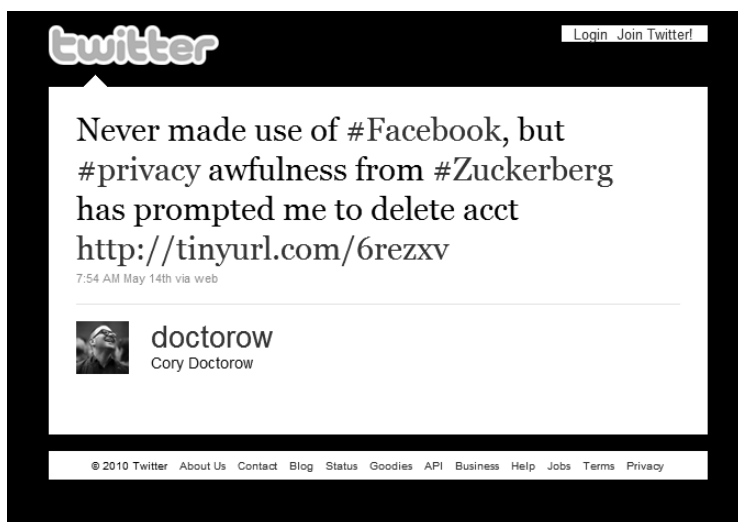 twitter
Login Join Twitter!
Never made use of #Facebook, but
#privacy awfulness from #Zuckerberg
has prompted me to delete acct
http://tinyurl.com/6rezxv
7:54 AM May 14th via web
doctorow
Cory Doctorow
© 2010 Twitter About Us Contact Blog Status Goodies API Business Help Jobs Terms Privacy